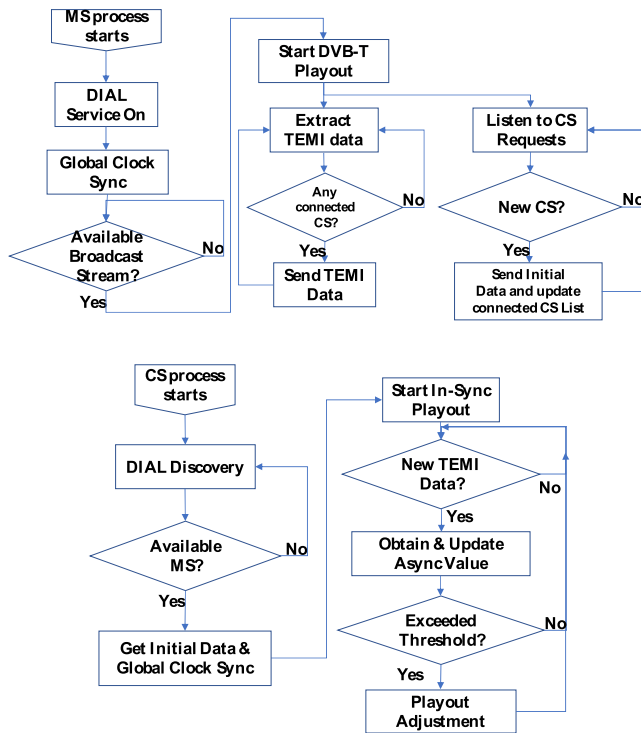 MS process
starts
DIAL
Service On
Global Clock
Sync
Available
Broadcast
Stream?
No
Yes
Start DVB-T
Playout
Extract
TEMI data
Any
connected
CS?
No
Yes
Send TEMI
Data
Listen to CS
Requests
New CS?
No
Yes
Send Initial
Data and update
connected CS List
CS process
starts
DIAL Discovery
Available
MS?
No
Yes
Get Initial Data &
Global Clock Sync
Start In-Sync
Playout
New TEMI
Data?
No
Yes
Obtain & Update
Async Value
Exceeded
Threshold?
No
Yes
Playout
Adjustment